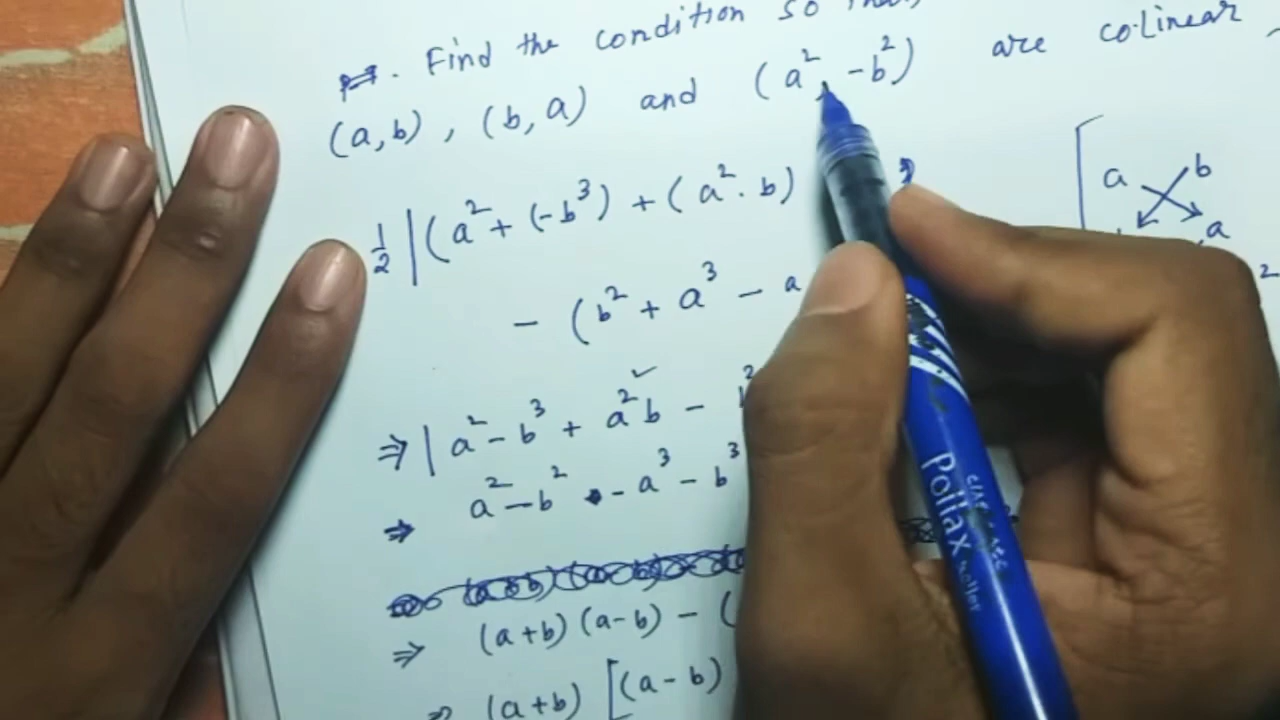 Find the condition so that
(a,b), (b,a) and (a², -b²) are co-linear
a b
a
1/2 |(a² + (-b³) + (a².b)
2
- (b² + a³ - a
⇒ | a² - b³ + a²b -
⇒ a² - b² - a³ - b³
⇒ (a+b)(a-b) - (
⇒ (a+b) [(a-b)
Pollax